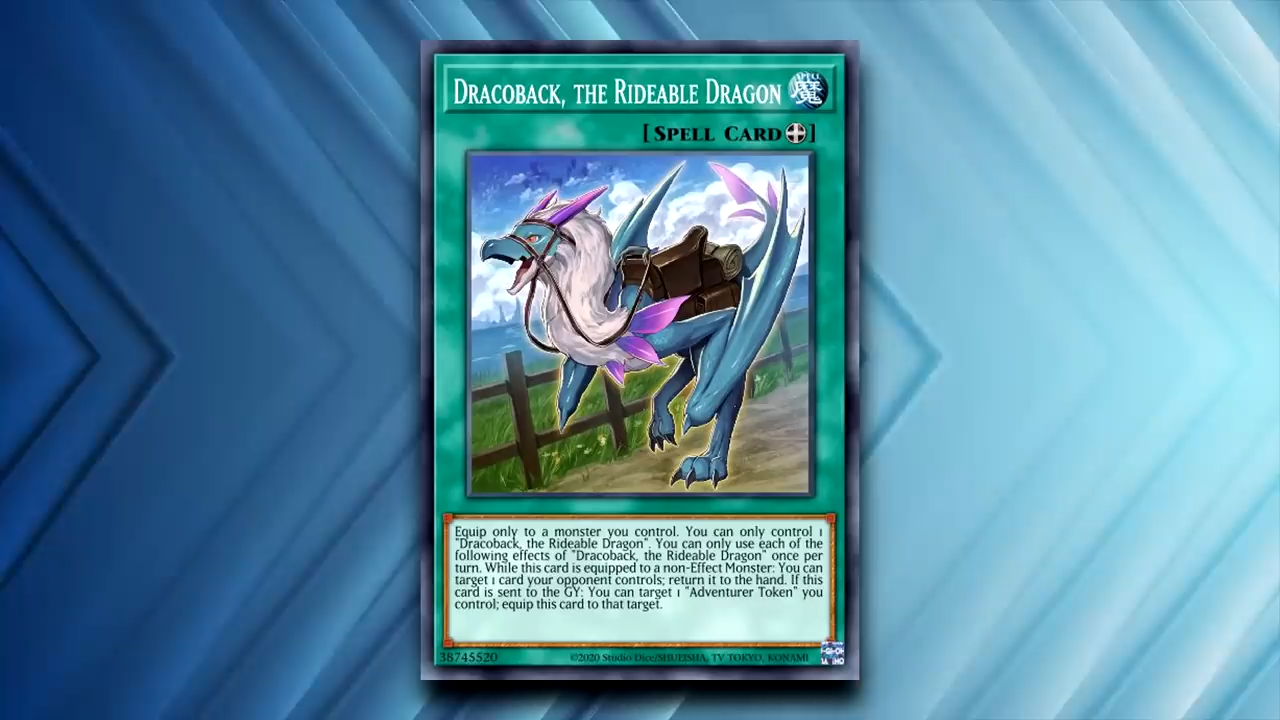 DRACOBACK, THE RIDEABLE DRAGON
[SPELL CARD]
Equip only to a monster you control. You can only control 1
"Dracoback, the Rideable Dragon". You can only use each of the
following effects of "Dracoback, the Rideable Dragon" once per
turn. While this card is equipped to a non-Effect Monster: You can
target 1 card your opponent controls; return it to the hand. If this
card is sent to the GY: You can target 1 "Adventurer Token" you
control; equip this card to that target.
38745520 ©2020 Studio Dice/SHUEISHA, TV TOKYO, KONAMI